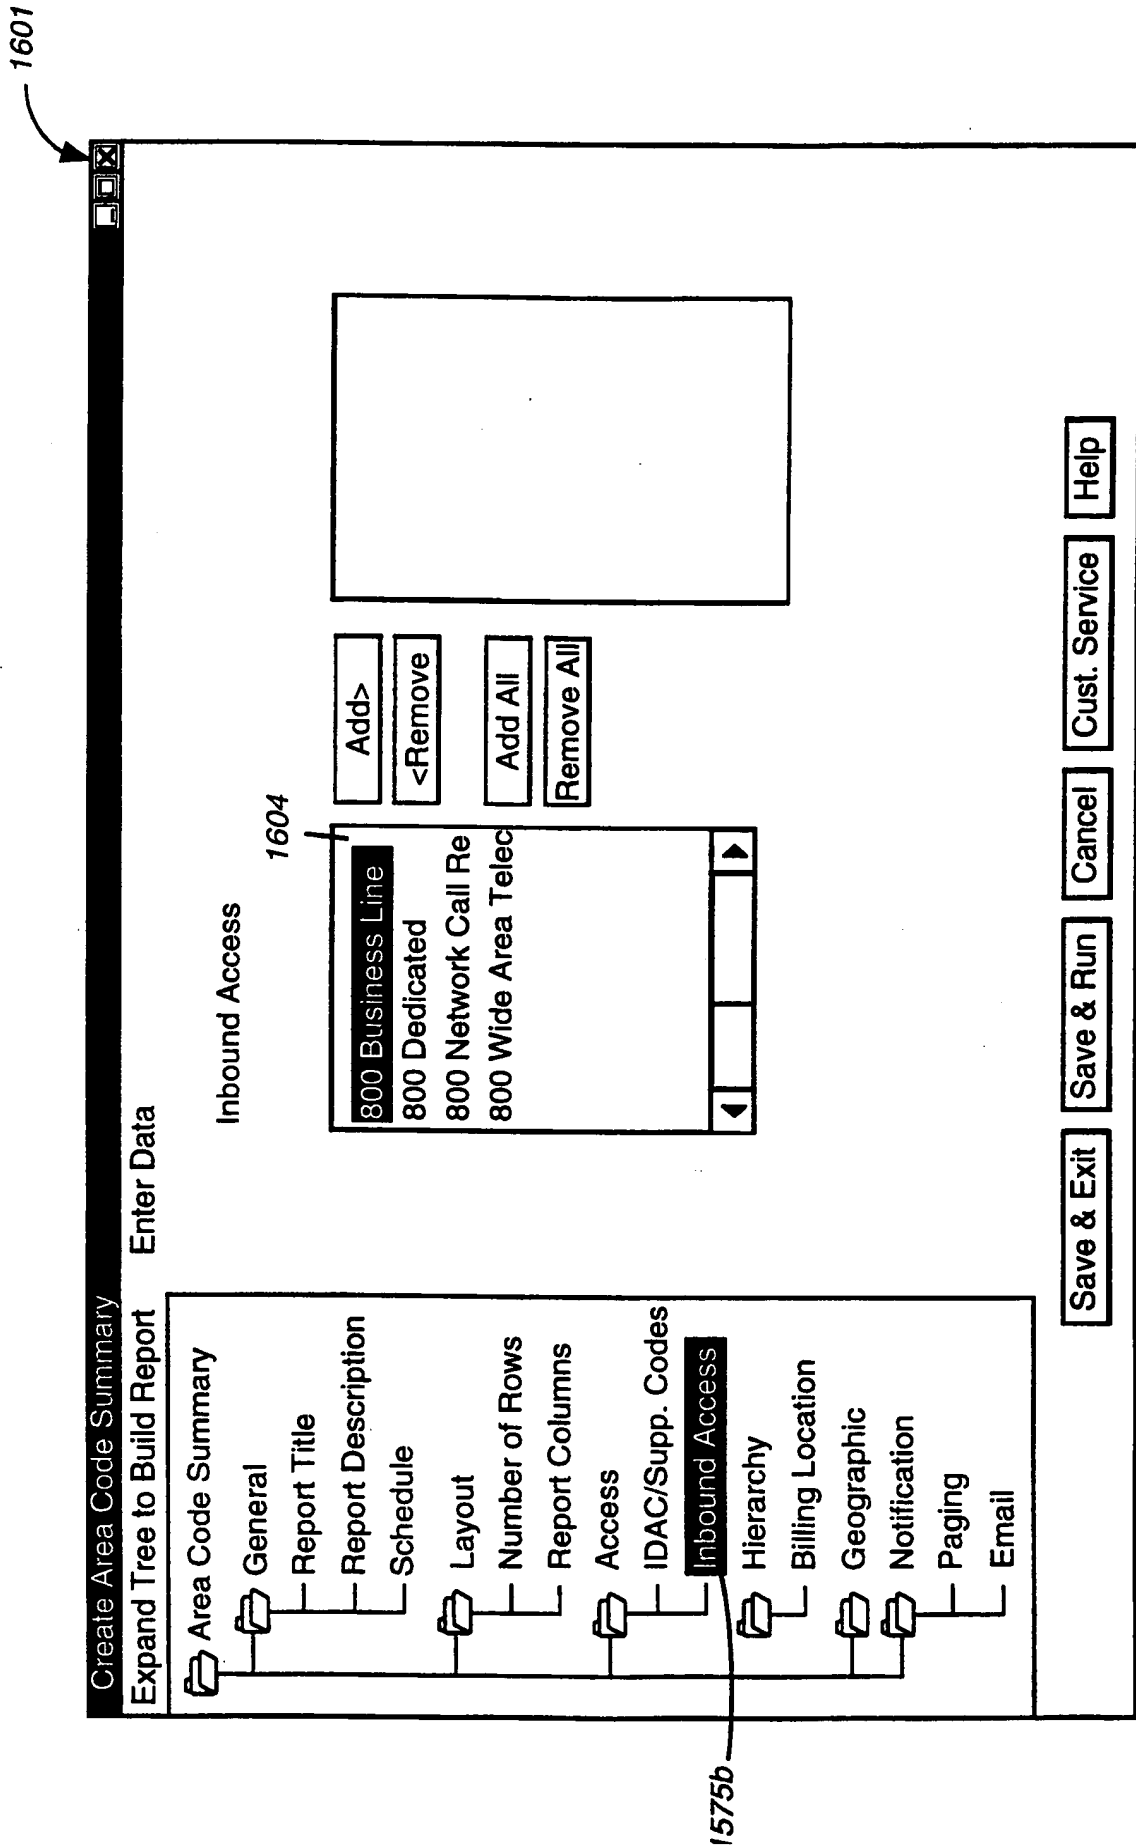 1601
Create Area Code Summary
Expand Tree to Build Report
Enter Data
Area Code Summary
General
Report Title
Report Description
Schedule
Layout
Number of Rows
Report Columns
Access
IDAC/Supp. Codes
Inbound Access
Hierarchy
Billing Location
Geographic
Notification
Paging
Email
1575b
Inbound Access
1604
800 Business Line
800 Dedicated
800 Network Call Re
800 Wide Area Telec
Add>
<Remove
Add All
Remove All
Save & Exit
Save & Run
Cancel
Cust. Service
Help